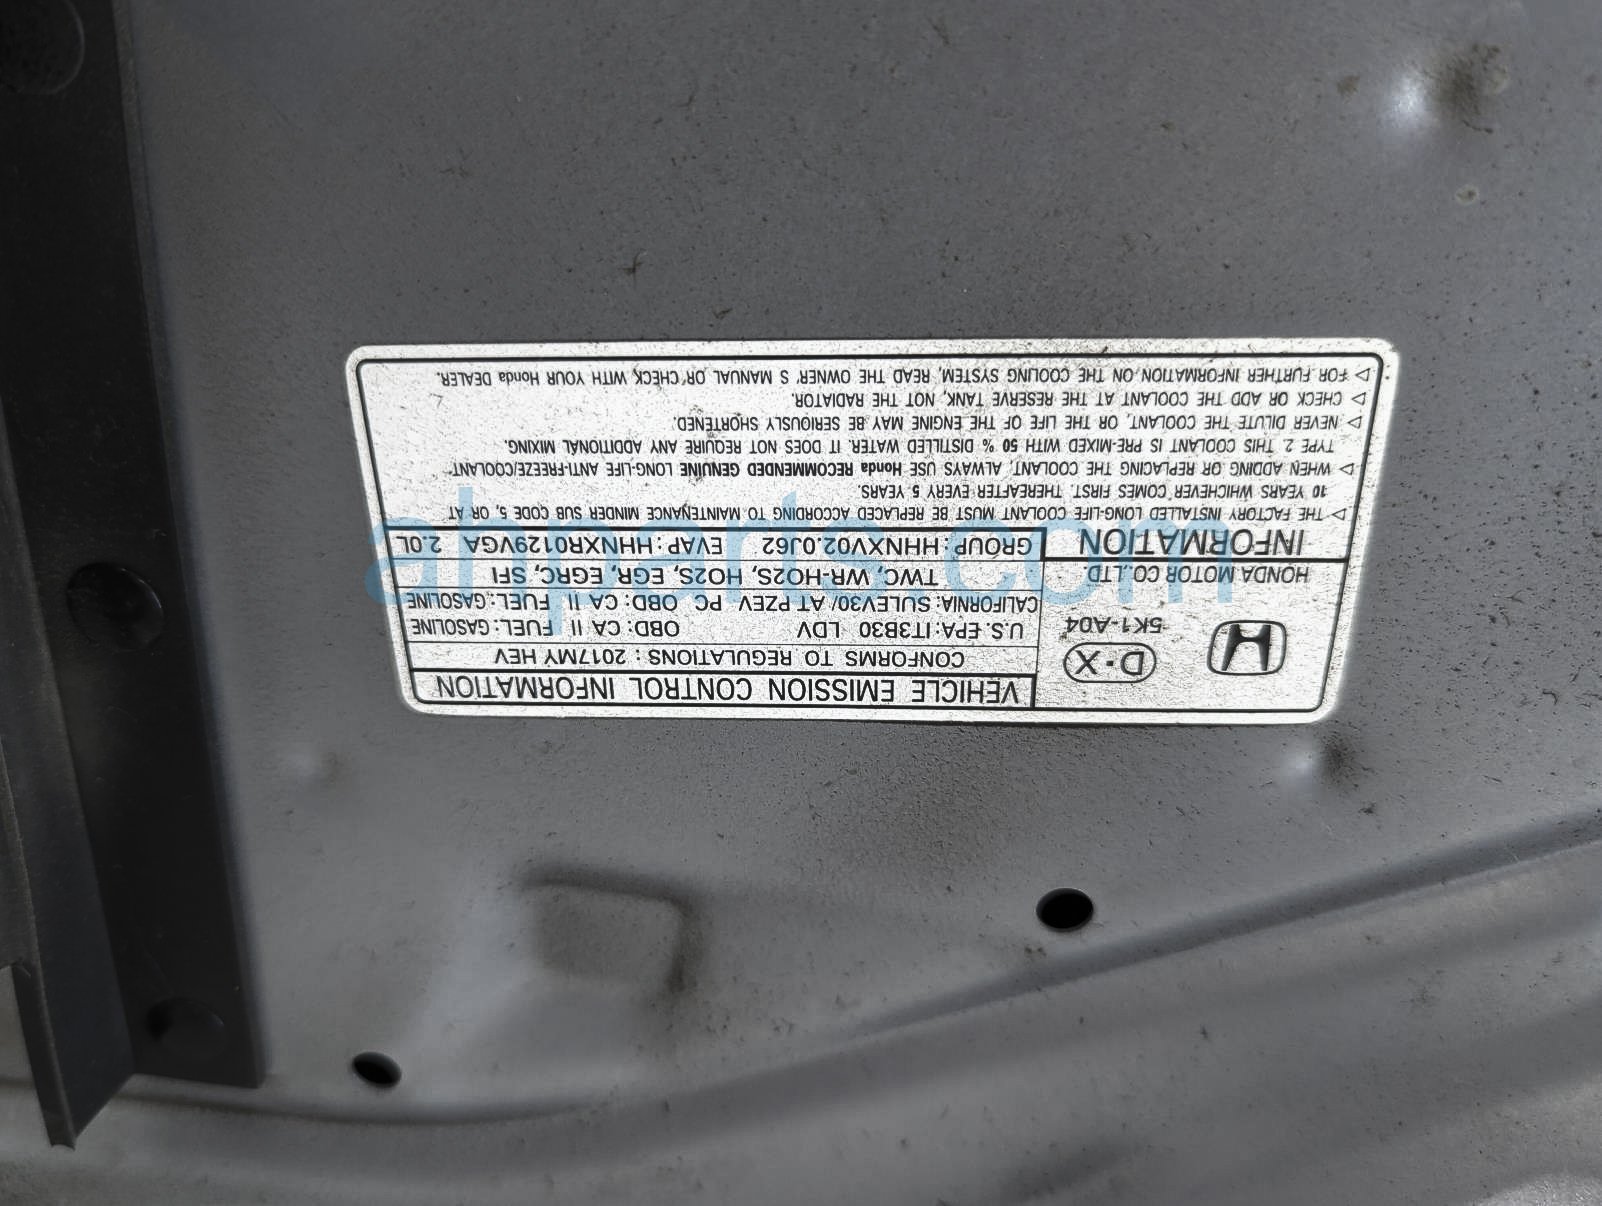 VEHICLE EMISSION CONTROL INFORMATION
CONFORMS TO REGULATIONS : 2017MY HEV
D-X
5K1-A04
HONDA MOTOR CO.,LTD.
U.S.EPA:IT3B30 LDV OBD: CA II FUEL: GASOLINE
CALIFORNIA: SULEV30/ AT PZEV PC OBD: CA II FUEL: GASOLINE
TWC, WR-HO2S, HO2S, EGR, EGRC, SFI
INFORMATION
GROUP: HHNXV02.0J62 EVAP: HHNXR0129VGA 2.0L
▷ THE FACTORY INSTALLED LONG-LIFE COOLANT MUST BE REPLACED ACCORDING TO MAINTENANCE MINDER SUB CODE 5, OR AT
10 YEARS WHICHEVER COMES FIRST. THEREAFTER EVERY 5 YEARS.
▷ WHEN ADDING OR REPLACING THE COOLANT, ALWAYS USE Honda RECOMMENDED GENUINE LONG-LIFE ANTI-FREEZE/COOLANT
TYPE 2. THIS COOLANT IS PRE-MIXED WITH 50 % DISTILLED WATER. IT DOES NOT REQUIRE ANY ADDITIONAL MIXING.
▷ NEVER DILUTE THE COOLANT, OR THE LIFE OF THE ENGINE MAY BE SERIOUSLY SHORTENED.
▷ CHECK OR ADD THE COOLANT AT THE RESERVE TANK, NOT THE RADIATOR.
▷ FOR FURTHER INFORMATION ON THE COOLING SYSTEM, READ THE OWNER'S MANUAL OR CHECK WITH YOUR Honda DEALER.
ahparts.com